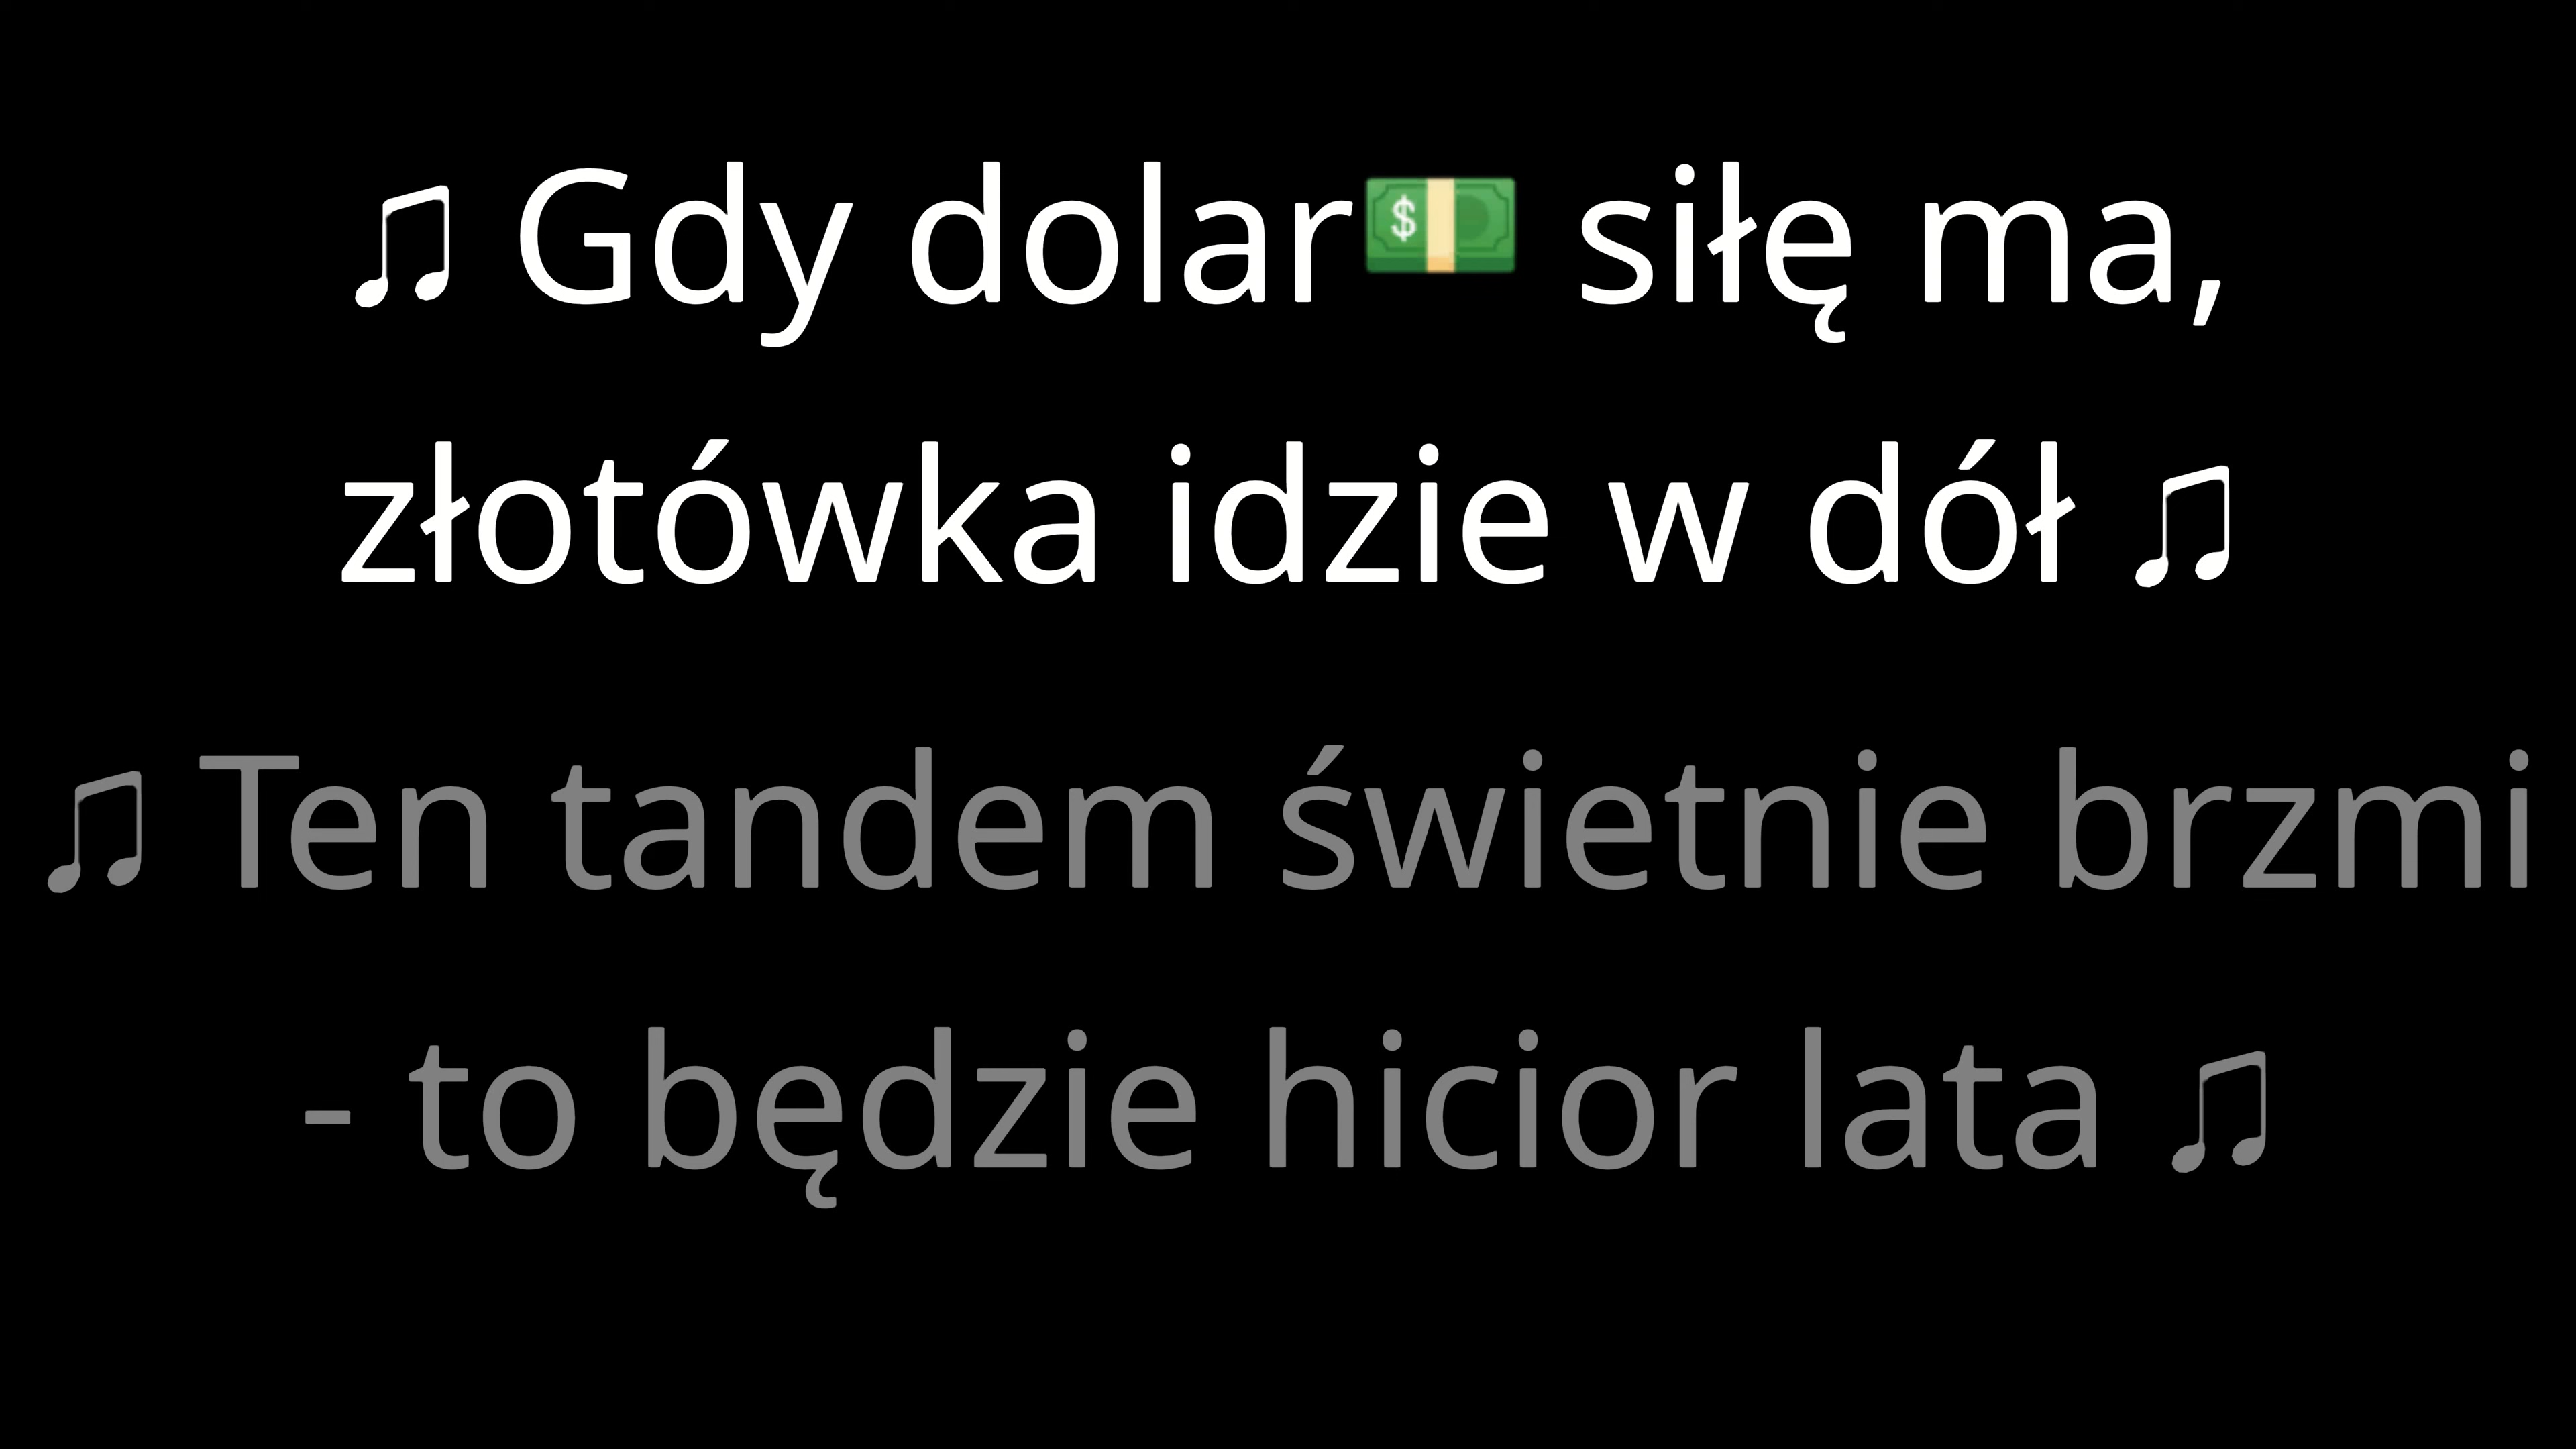 ♫ Gdy dolar💵 siłę ma,
złotówka idzie w dół ♫
♫ Ten tandem świetnie brzmi
- to będzie hicior lata ♫